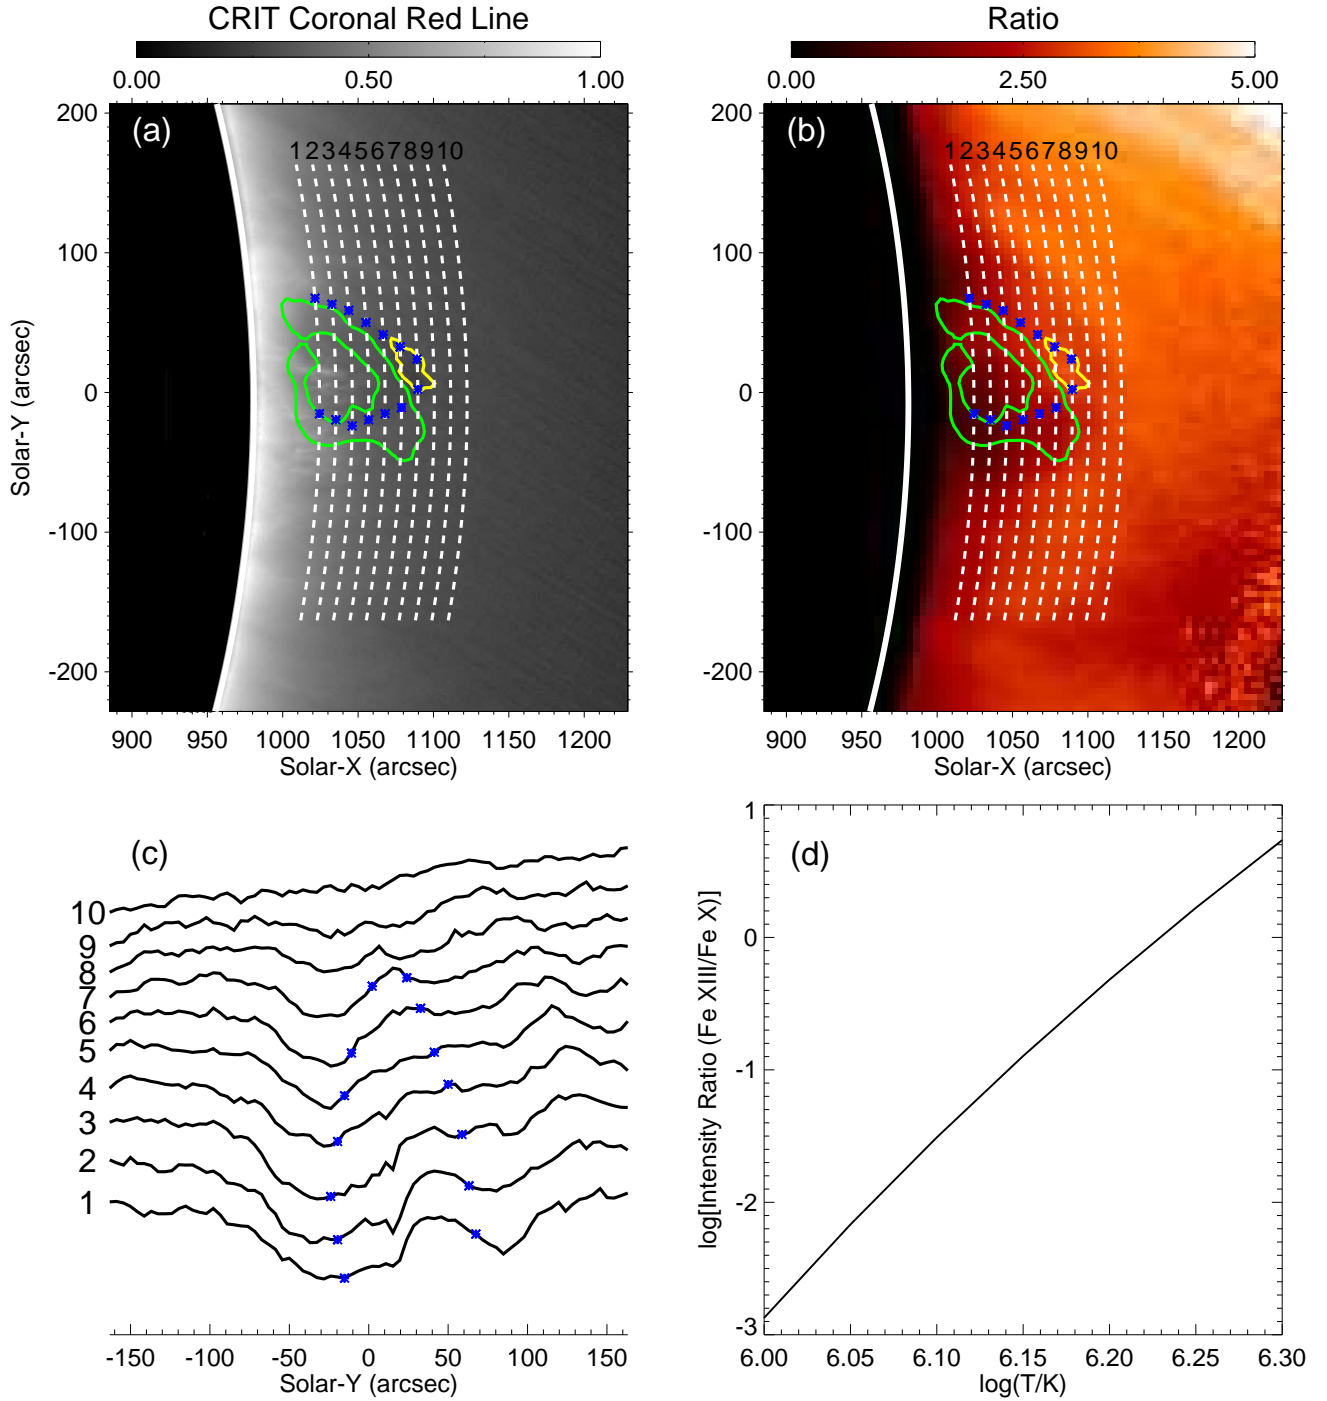 CRIT Coronal Red Line
Ratio
0.00 0.50 1.00
0.00 2.50 5.00
(a)
12345678910
200
100
0
-100
-200
Solar-Y (arcsec)
900 950 1000 1050 1100 1150 1200
Solar-X (arcsec)
(b)
12345678910
200
100
0
-100
-200
900 950 1000 1050 1100 1150 1200
Solar-X (arcsec)
(c)
10
9
8
7
6
5
4
3
2
1
-150 -100 -50 0 50 100 150
Solar-Y (arcsec)
(d)
1
0
-1
-2
-3
log[Intensity Ratio (Fe XIII/Fe X)]
6.00 6.05 6.10 6.15 6.20 6.25 6.30
log(T/K)